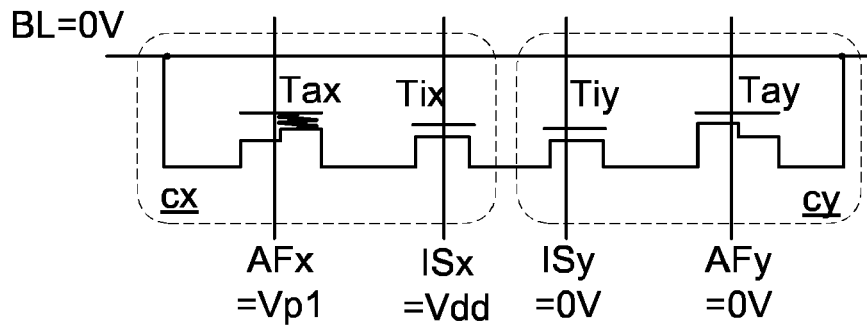 BL=0V
Tax Tix Tiy Tay
cx cy
AFx ISx ISy AFy
=Vp1 =Vdd =0V =0V